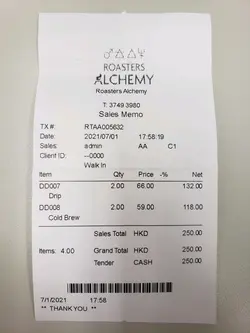 ROASTERS
ALCHEMY
Roasters Alchemy
T: 3749 3980
Sales Memo
TX #: RTAA005632
Date: 2021/07/01 17:58:19
Sales: admin AA C1
Client ID: --0000
Walk In
Item Qty Price -% Net
DD007 2.00 66.00 132.00
Drip
DD008 2.00 59.00 118.00
Cold Brew
Sales Total HKD 250.00
Items: 4.00 Grand Total HKD 250.00
Tender CASH 250.00
7/1/2021 17:58
** THANK YOU **